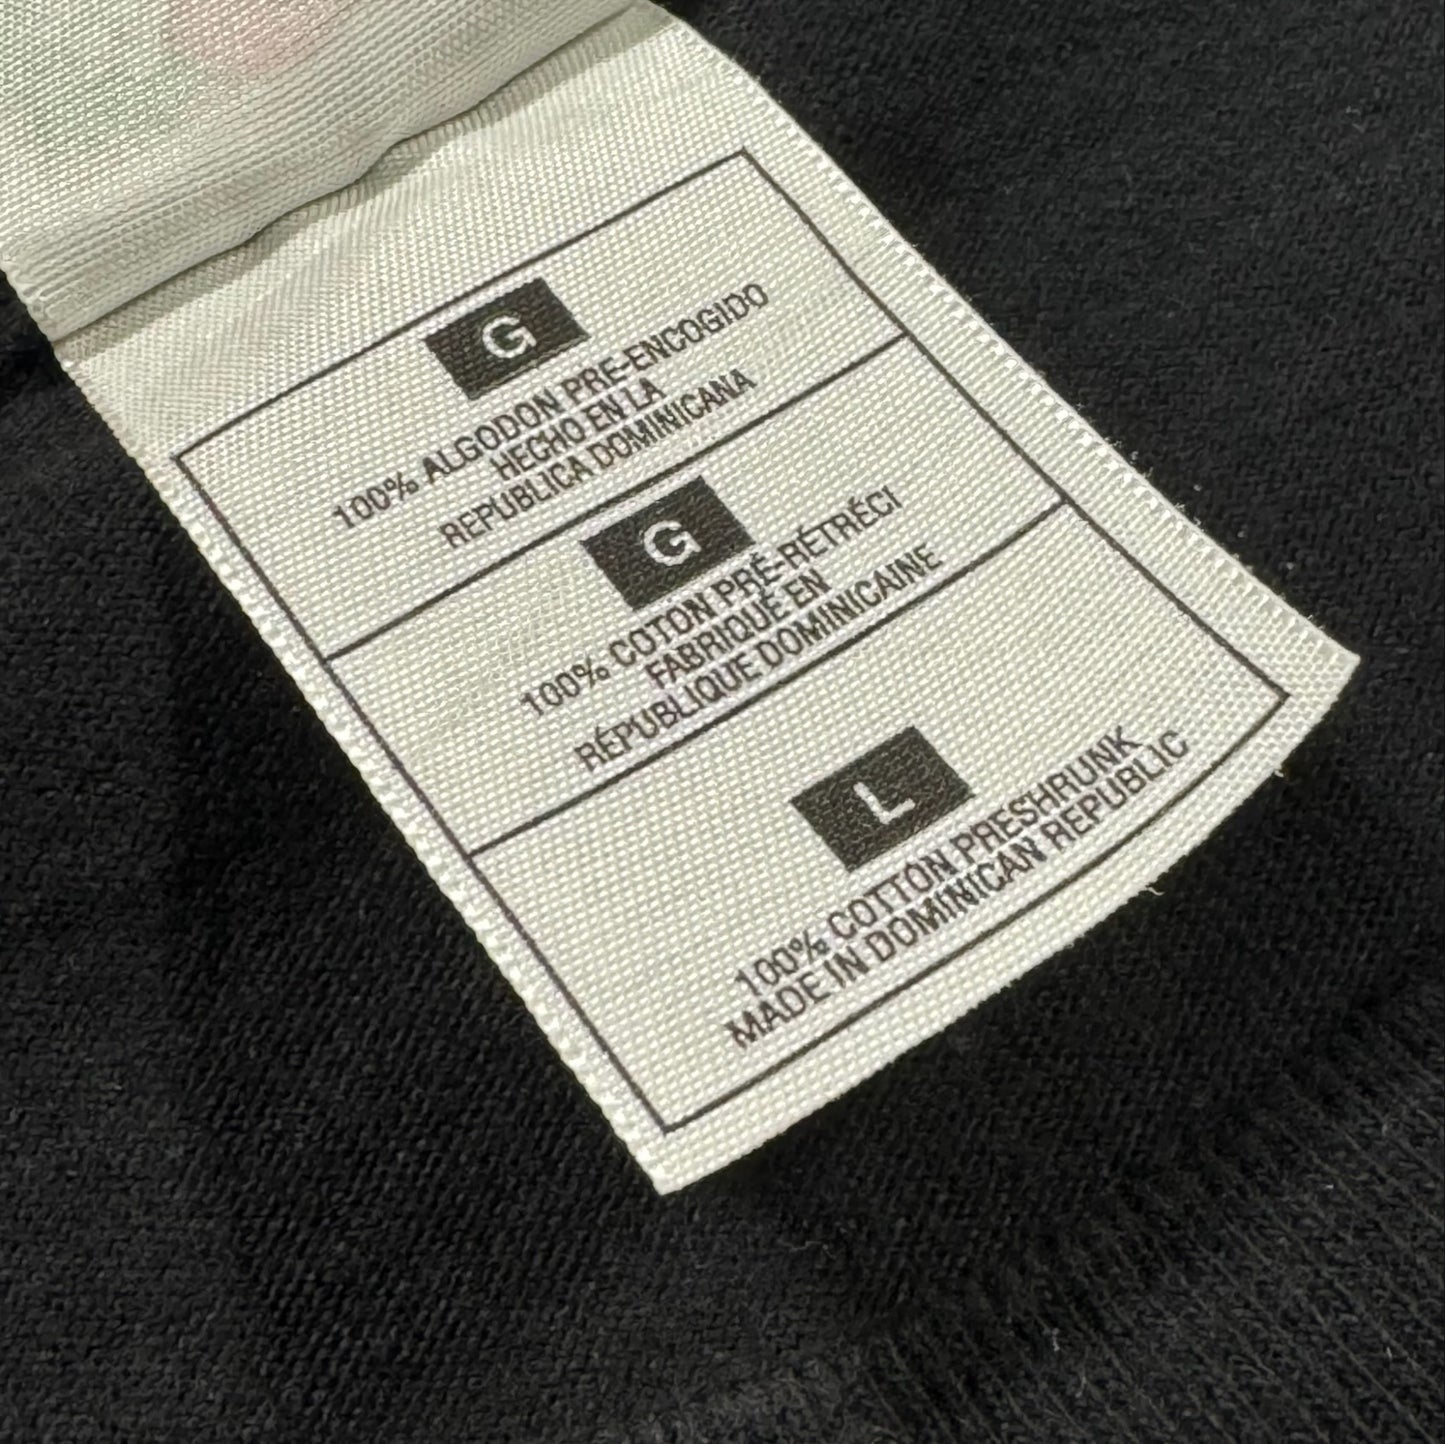 G
100% ALGODON PRE-ENCOGIDO
HECHO EN LA
REPUBLICA DOMINICANA
G
100% COTON PRÉ-RÉTRÉCI
FABRIQUÉ EN
RÉPUBLIQUE DOMINICAINE
L
100% COTTON PRESHRUNK
MADE IN DOMINICAN REPUBLIC